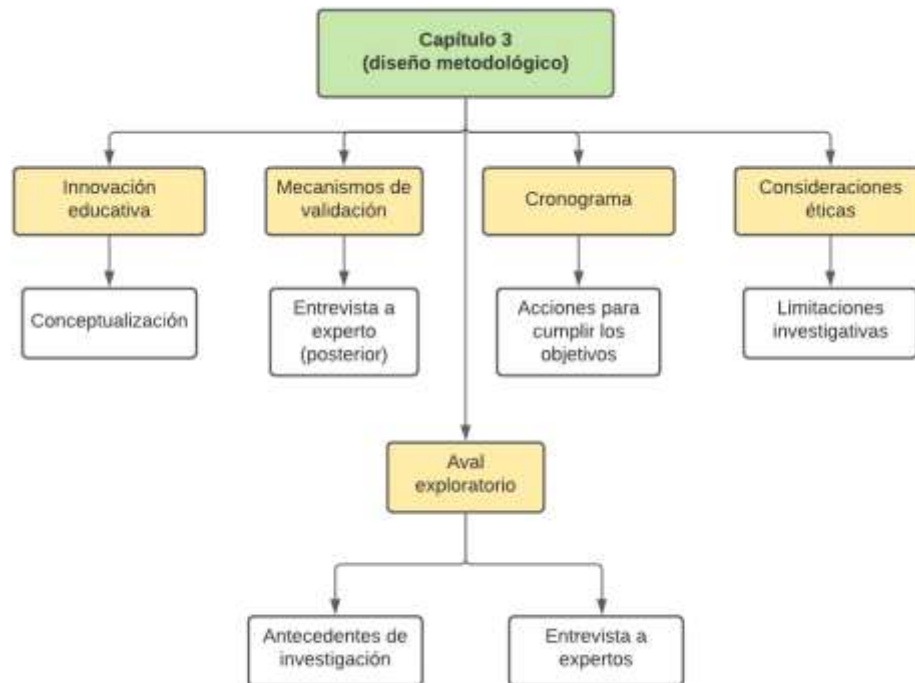 Capítulo 3
(diseño metodológico)
Innovación
educativa
Mecanismos de
validación
Cronograma
Consideraciones
éticas
Conceptualización
Entrevista a
experto
(posterior)
Acciones para
cumplir los
objetivos
Limitaciones
investigativas
Aval
exploratorio
Antecedentes de
investigación
Entrevista a
expertos